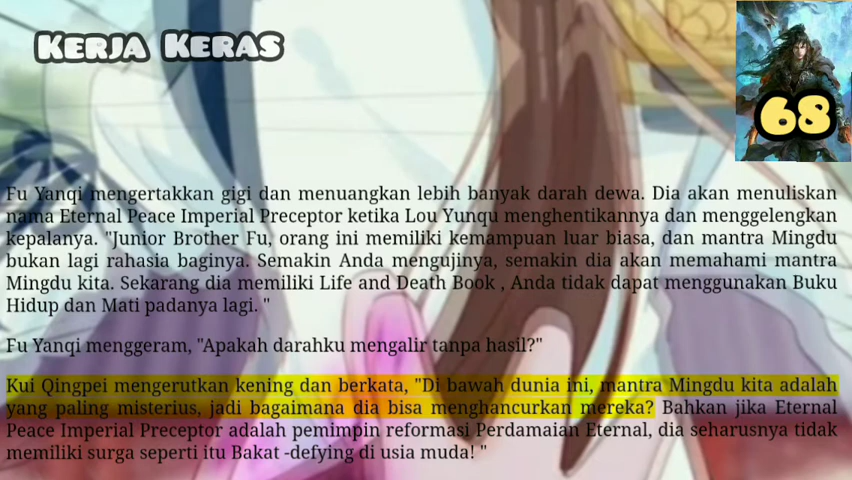 Kerja Keras
68
Fu Yanqi mengertakkan gigi dan menuangkan lebih banyak darah dewa. Dia akan menuliskan
nama Eternal Peace Imperial Preceptor ketika Lou Yunqu menghentikannya dan menggelengkan
kepalanya. "Junior Brother Fu, orang ini memiliki kemampuan luar biasa, dan mantra Mingdu
bukan lagi rahasia baginya. Semakin Anda mengujinya, semakin dia akan memahami mantra
Mingdu kita. Sekarang dia memiliki Life and Death Book , Anda tidak dapat menggunakan Buku
Hidup dan Mati padanya lagi. "
Fu Yanqi menggeram, "Apakah darahku mengalir tanpa hasil?"
Kui Qingpei mengerutkan kening dan berkata, "Di bawah dunia ini, mantra Mingdu kita adalah
yang paling misterius, jadi bagaimana dia bisa menghancurkan mereka? Bahkan jika Eternal
Peace Imperial Preceptor adalah pemimpin reformasi Perdamaian Eternal, dia seharusnya tidak
memiliki surga seperti itu Bakat -defying di usia muda! "